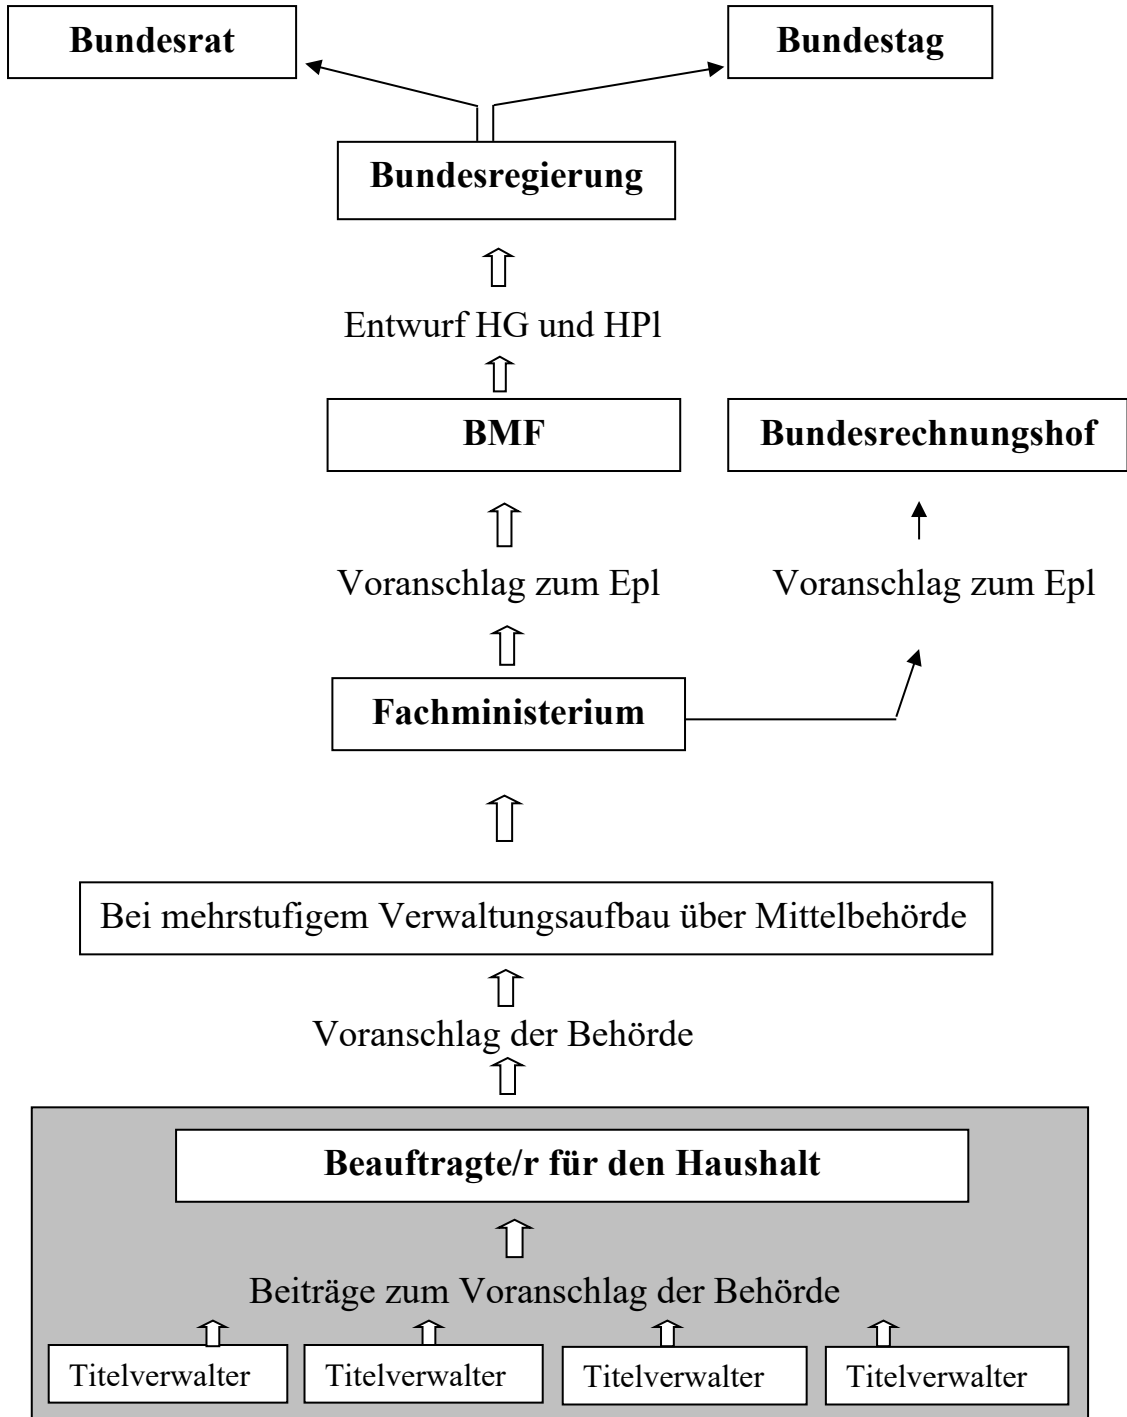 Bundesrat
Bundestag
Bundesregierung
Entwurf HG und HPl
BMF
Bundesrechnungshof
Voranschlag zum Epl
Voranschlag zum Epl
Fachministerium
Bei mehrstufigem Verwaltungsaufbau über Mittelbehörde
Voranschlag der Behörde
Beauftragte/r für den Haushalt
Beiträge zum Voranschlag der Behörde
Titelverwalter
Titelverwalter
Titelverwalter
Titelverwalter